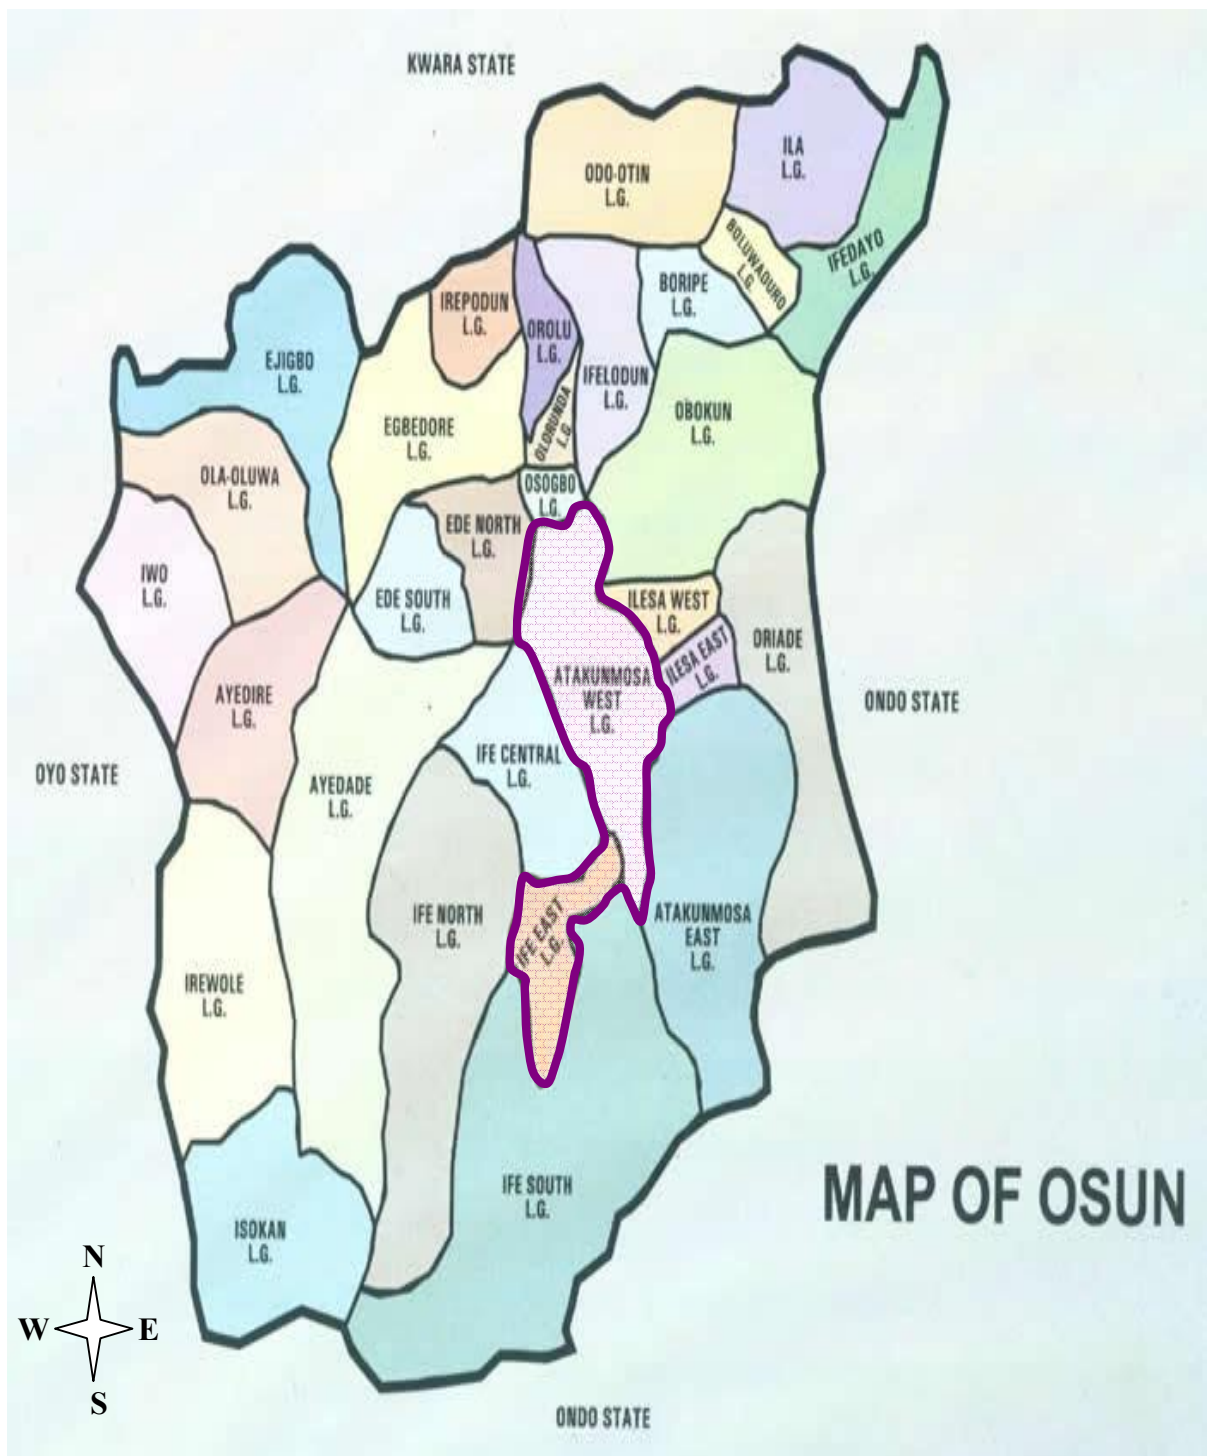 KWARA STATE
ODO-OTIN
L.G.
ILA
L.G.
BOLUWADURO
L.G.
IFEDAYO
L.G.
IREPODUN
L.G.
OROLU
L.G.
BORIPE
L.G.
EJIGBO
L.G.
IFELODUN
L.G.
EGBEDORE
L.G.
OLORUNDA
L.G.
OBOKUN
L.G.
OLA-OLUWA
L.G.
OSOGBO
L.G.
EDE NORTH
L.G.
IWO
L.G.
EDE SOUTH
L.G.
ILESA WEST
L.G.
ORIADE
L.G.
ILESA EAST
L.G.
ATAKUNMOSA
WEST
L.G.
AYEDIRE
L.G.
ONDO STATE
OYO STATE
IFE CENTRAL
L.G.
AYEDADE
L.G.
IFE NORTH
L.G.
IFE EAST
L.G.
ATAKUNMOSA
EAST
L.G.
IREWOLE
L.G.
IFE SOUTH
L.G.
MAP OF OSUN
ISOKAN
L.G.
N
W
E
S
ONDO STATE